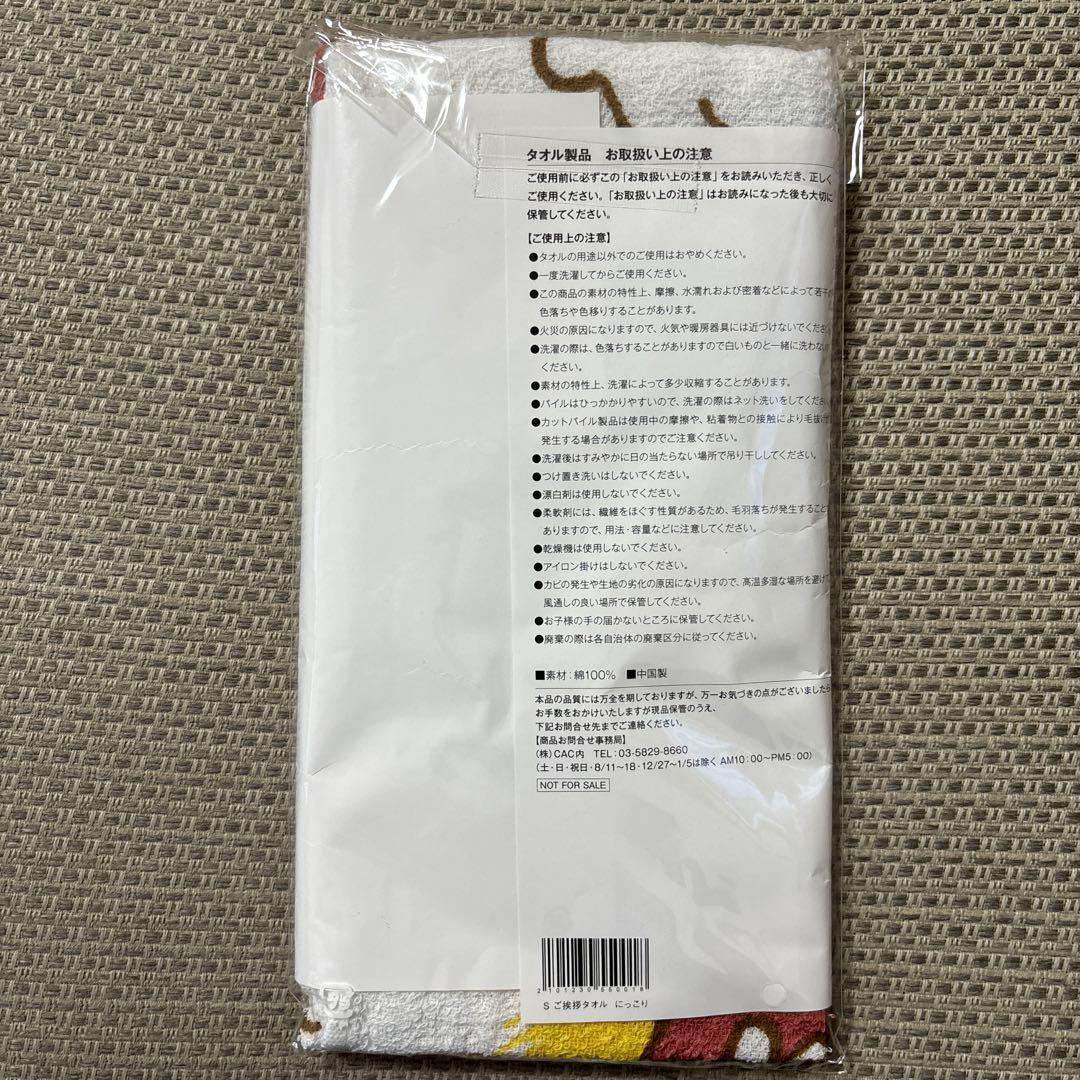 タオル製品 お取扱い上の注意
ご使用前に必ずこの「お取扱い上の注意」をお読みいただき、正しく
ご使用ください。「お取扱い上の注意」はお読みになった後も大切に
保管してください。
【ご使用上の注意】
●タオルの用途以外でのご使用はおやめください。
●一度洗濯してからご使用ください。
●この商品の素材の特性上、摩擦、水濡れおよび密着などによって若干
色落ちや色移りすることがあります。
●火災の原因になりますので、火気や暖房器具には近づけないでください
●洗濯の際は、色落ちすることがありますので白いものと一緒に洗わない
ください。
●素材の特性上、洗濯によって多少収縮することがあります。
●パイルはひっかかりやすいので、洗濯の際はネット洗いをしてください
●カットパイル製品は使用中の摩擦や、粘着物との接触により毛抜けが
発生する場合がありますのでご注意ください。
●洗濯後はすみやかに日の当たらない場所で吊り干ししてください。
●つけ置き洗いはしないでください。
●漂白剤は使用しないでください。
●柔軟剤には、繊維をほぐす性質があるため、毛羽落ちが発生すること
ありますので、用法・容量などに注意してください。
●乾燥機は使用しないでください。
●アイロン掛けはしないでください。
●カビの発生や生地の劣化の原因になりますので、高温多湿な場所を避けて
風通しの良い場所で保管してください。
●お子様の手の届かないところに保管してください。
●廃棄の際は各自治体の廃棄区分に従ってください。
■素材:綿100% ■中国製
本品の品質には万全を期しておりますが、万一お気づきの点がございましたら
お手数をおかけいたしますが現品保管のうえ、
下記お問合せ先までご連絡ください。
【商品お問合せ事務局】
(株)CAC内 TEL:03-5829-8660
(土・日・祝日・8/11〜18・12/27〜1/5は除く AM10:00〜PM5:00)
NOT FOR SALE
2101230550018
S ご挨拶タオル にっこり